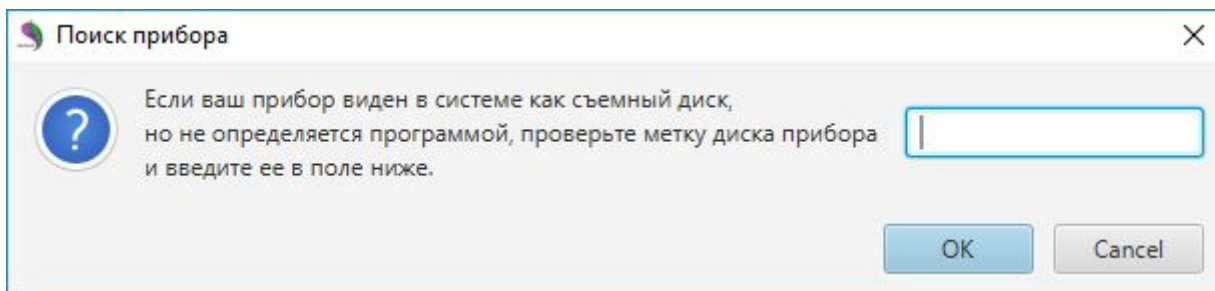 Поиск прибора
Если ваш прибор виден в системе как съемный диск,
но не определяется программой, проверьте метку диска прибора
и введите ее в поле ниже.
OK
Cancel